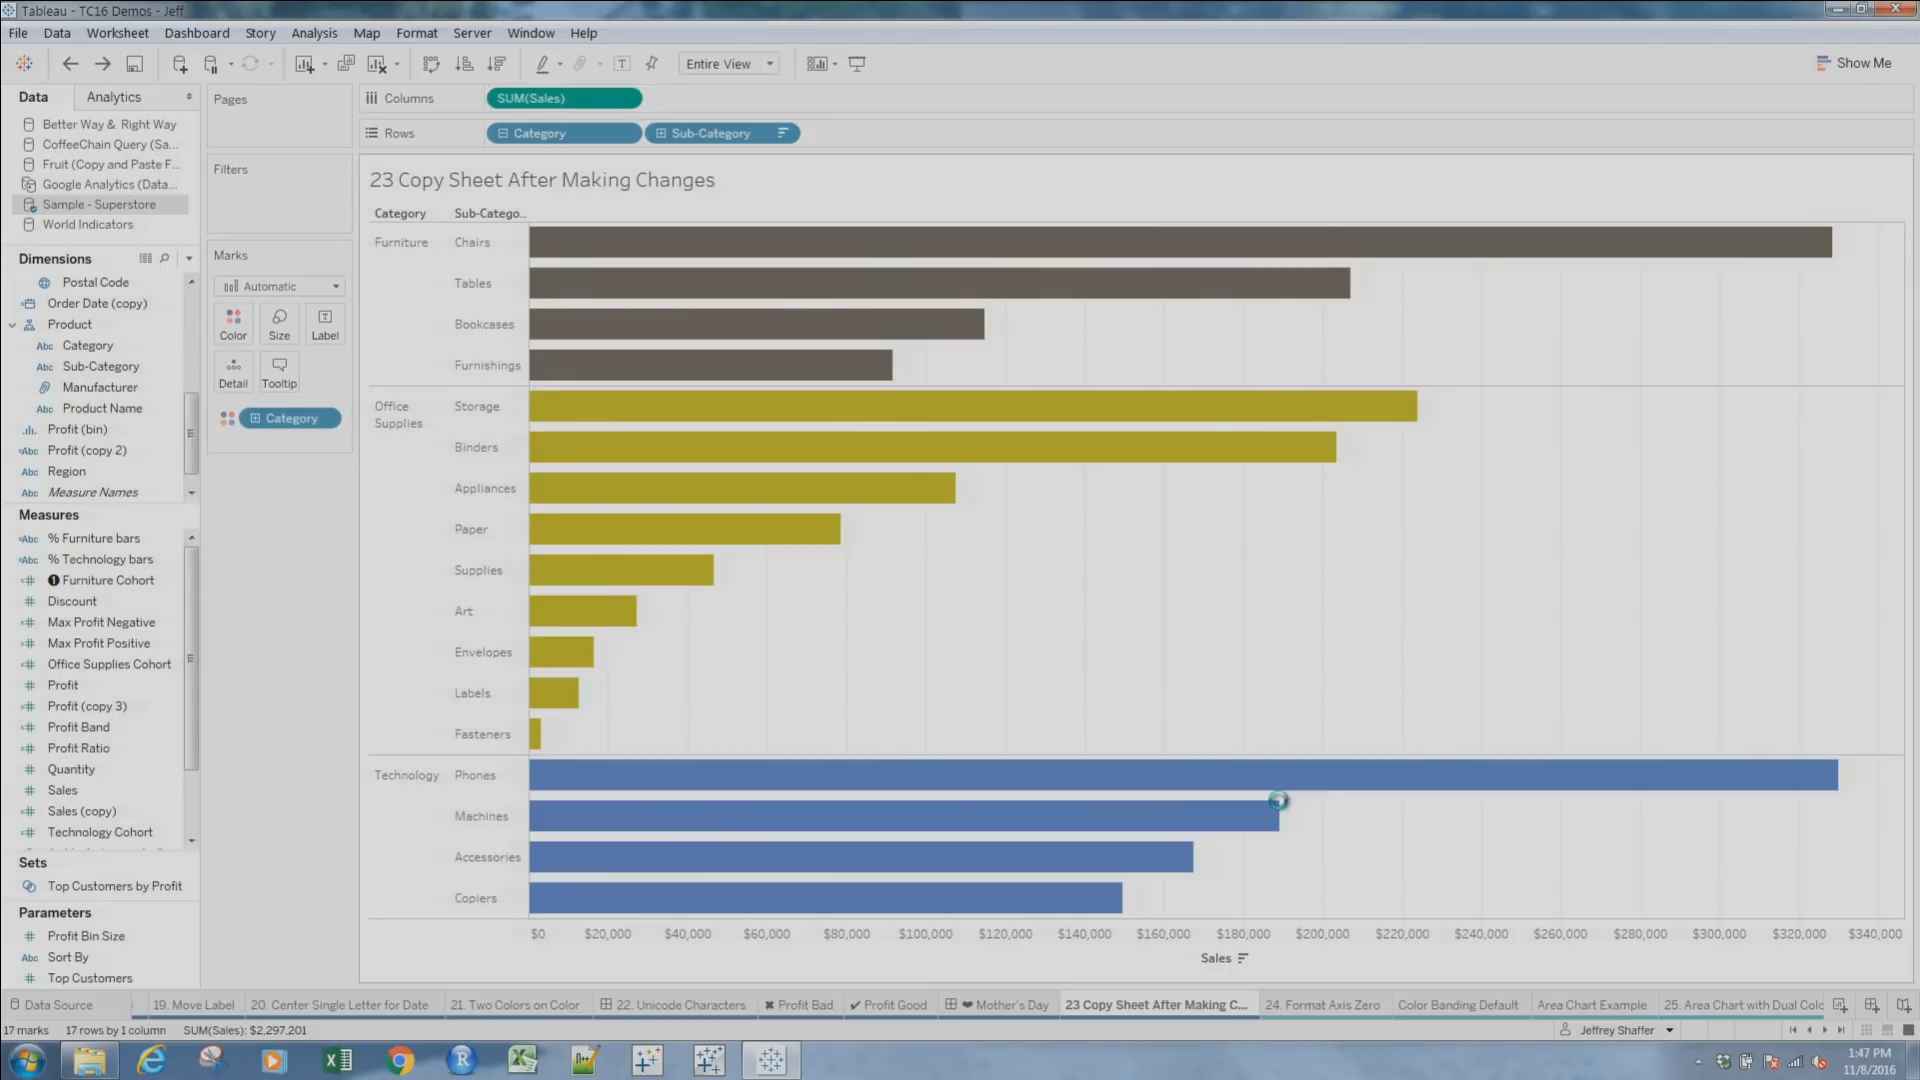 Tableau - TC16 Demos - Jeff
File Data Worksheet Dashboard Story Analysis Map Format Server Window Help
Entire View
Show Me
Data Analytics
Better Way & Right Way
CoffeeChain Query (Sa...
Fruit (Copy and Paste F...
Google Analytics (Data...
Sample - Superstore
World Indicators
Dimensions
Postal Code
Order Date (copy)
Product
Abc Category
Abc Sub-Category
Manufacturer
Abc Product Name
Profit (bin)
=Abc Profit (copy 2)
Abc Region
Abc Measure Names
Measures
=Abc % Furniture bars
=Abc % Technology bars
=# ❶ Furniture Cohort
# Discount
=# Max Profit Negative
=# Max Profit Positive
=# Office Supplies Cohort
# Profit
=# Profit (copy 3)
=# Profit Band
=# Profit Ratio
# Quantity
# Sales
=# Sales (copy)
=# Technology Cohort
Sets
Top Customers by Profit
Parameters
# Profit Bin Size
Abc Sort By
# Top Customers
Pages
Filters
Marks
Automatic
Color Size Label
Detail Tooltip
Category
Columns SUM(Sales)
Rows Category Sub-Category
23 Copy Sheet After Making Changes
Category Sub-Catego..
Furniture Chairs
Tables
Bookcases
Furnishings
Office Supplies Storage
Binders
Appliances
Paper
Supplies
Art
Envelopes
Labels
Fasteners
Technology Phones
Machines
Accessories
Copiers
$0 $20,000 $40,000 $60,000 $80,000 $100,000 $120,000 $140,000 $160,000 $180,000 $200,000 $220,000 $240,000 $260,000 $280,000 $300,000 $320,000 $340,000
Sales
Data Source 19. Move Label 20. Center Single Letter for Date 21. Two Colors on Color 22. Unicode Characters ✖ Profit Bad ✔ Profit Good ❤ Mother's Day 23 Copy Sheet After Making C... 24. Format Axis Zero Color Banding Default Area Chart Example 25. Area Chart with Dual Colo
17 marks 17 rows by 1 column SUM(Sales): $2,297,201
Jeffrey Shaffer
1:47 PM
11/8/2016